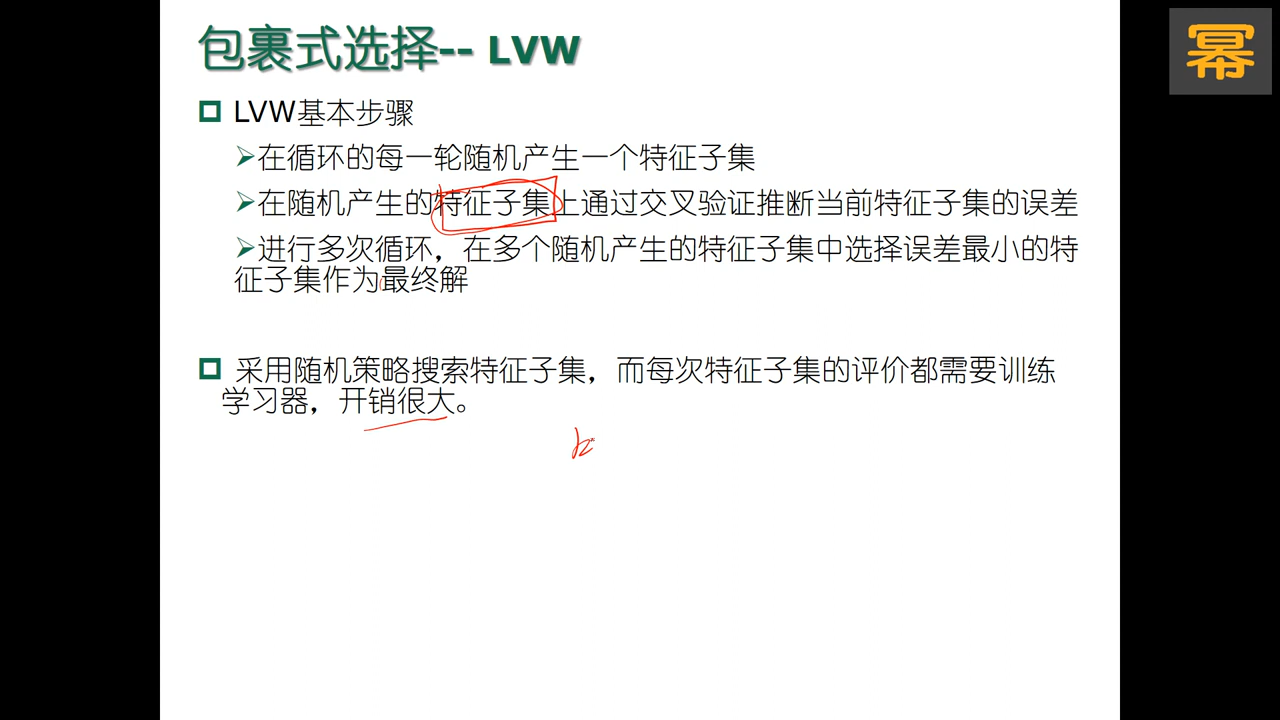 包裹式选择-- LVW
幂
LVW基本步骤
在循环的每一轮随机产生一个特征子集
在随机产生的特征子集上通过交叉验证推断当前特征子集的误差
进行多次循环，在多个随机产生的特征子集中选择误差最小的特
征子集作为最终解
采用随机策略搜索特征子集，而每次特征子集的评价都需要训练
学习器，开销很大。